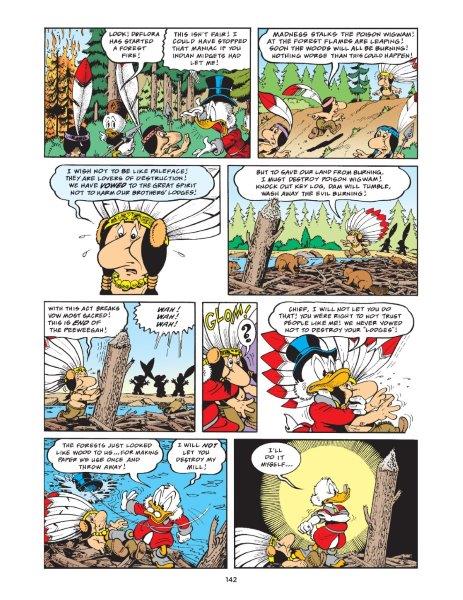 LOOK! DEFLORA
HAS STARTED
A FOREST
FIRE!
THIS ISN'T FAIR! I
COULD HAVE STOPPED
THAT MANIAC IF YOU
INDIAN MIDGETS HAD
LET ME!
MADNESS STALKS THE POISON WIGWAM!
AT THE FOREST FLAMES ARE LEAPING!
SOON THE WOODS WILL ALL BE BURNING!
NOTHING WORSE THAN THIS COULD HAPPEN!
I WISH NOT TO BE LIKE PALEFACE!
THEY ARE LOVERS OF DESTRUCTION!
WE HAVE VOWED TO THE GREAT SPIRIT
NOT TO HARM OUR BROTHERS' LODGES!
BUT TO SAVE OUR LAND FROM BURNING,
I MUST DESTROY POISON WIGWAM!
KNOCK OUT KEY LOG, DAM WILL TUMBLE,
WASH AWAY THE EVIL BURNING!
WITH THIS ACT BREAKS
VOW MOST SACRED!
THIS IS END OF
THE PEEWEEGAH!
WAH!
WAH!
WAH!
GLOM!
?
CHIEF, I WILL NOT LET YOU DO
THAT! YOU WERE RIGHT TO NOT TRUST
PEOPLE LIKE ME! WE NEVER VOWED
NOT TO DESTROY YOUR "LODGES"!
THE FORESTS JUST LOOKED
LIKE WOOD TO US...FOR MAKING
PAPER WE USE ONCE AND
THROW AWAY!
I WILL NOT
LET YOU
DESTROY MY
MILL!
I'LL
DO IT
MYSELF...
142